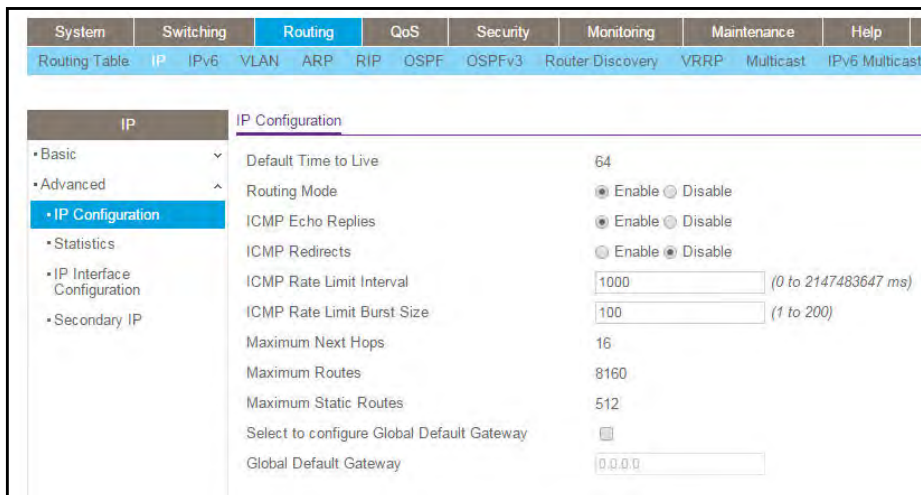 System Switching Routing QoS Security Monitoring Maintenance Help
Routing Table IP IPv6 VLAN ARP RIP OSPF OSPFv3 Router Discovery VRRP Multicast IPv6 Multicast
IP
Basic
Advanced
IP Configuration
Statistics
IP Interface
Configuration
Secondary IP
IP Configuration
Default Time to Live 64
Routing Mode Enable Disable
ICMP Echo Replies Enable Disable
ICMP Redirects Enable Disable
ICMP Rate Limit Interval 1000 (0 to 2147483647 ms)
ICMP Rate Limit Burst Size 100 (1 to 200)
Maximum Next Hops 16
Maximum Routes 8160
Maximum Static Routes 512
Select to configure Global Default Gateway
Global Default Gateway 0.0.0.0